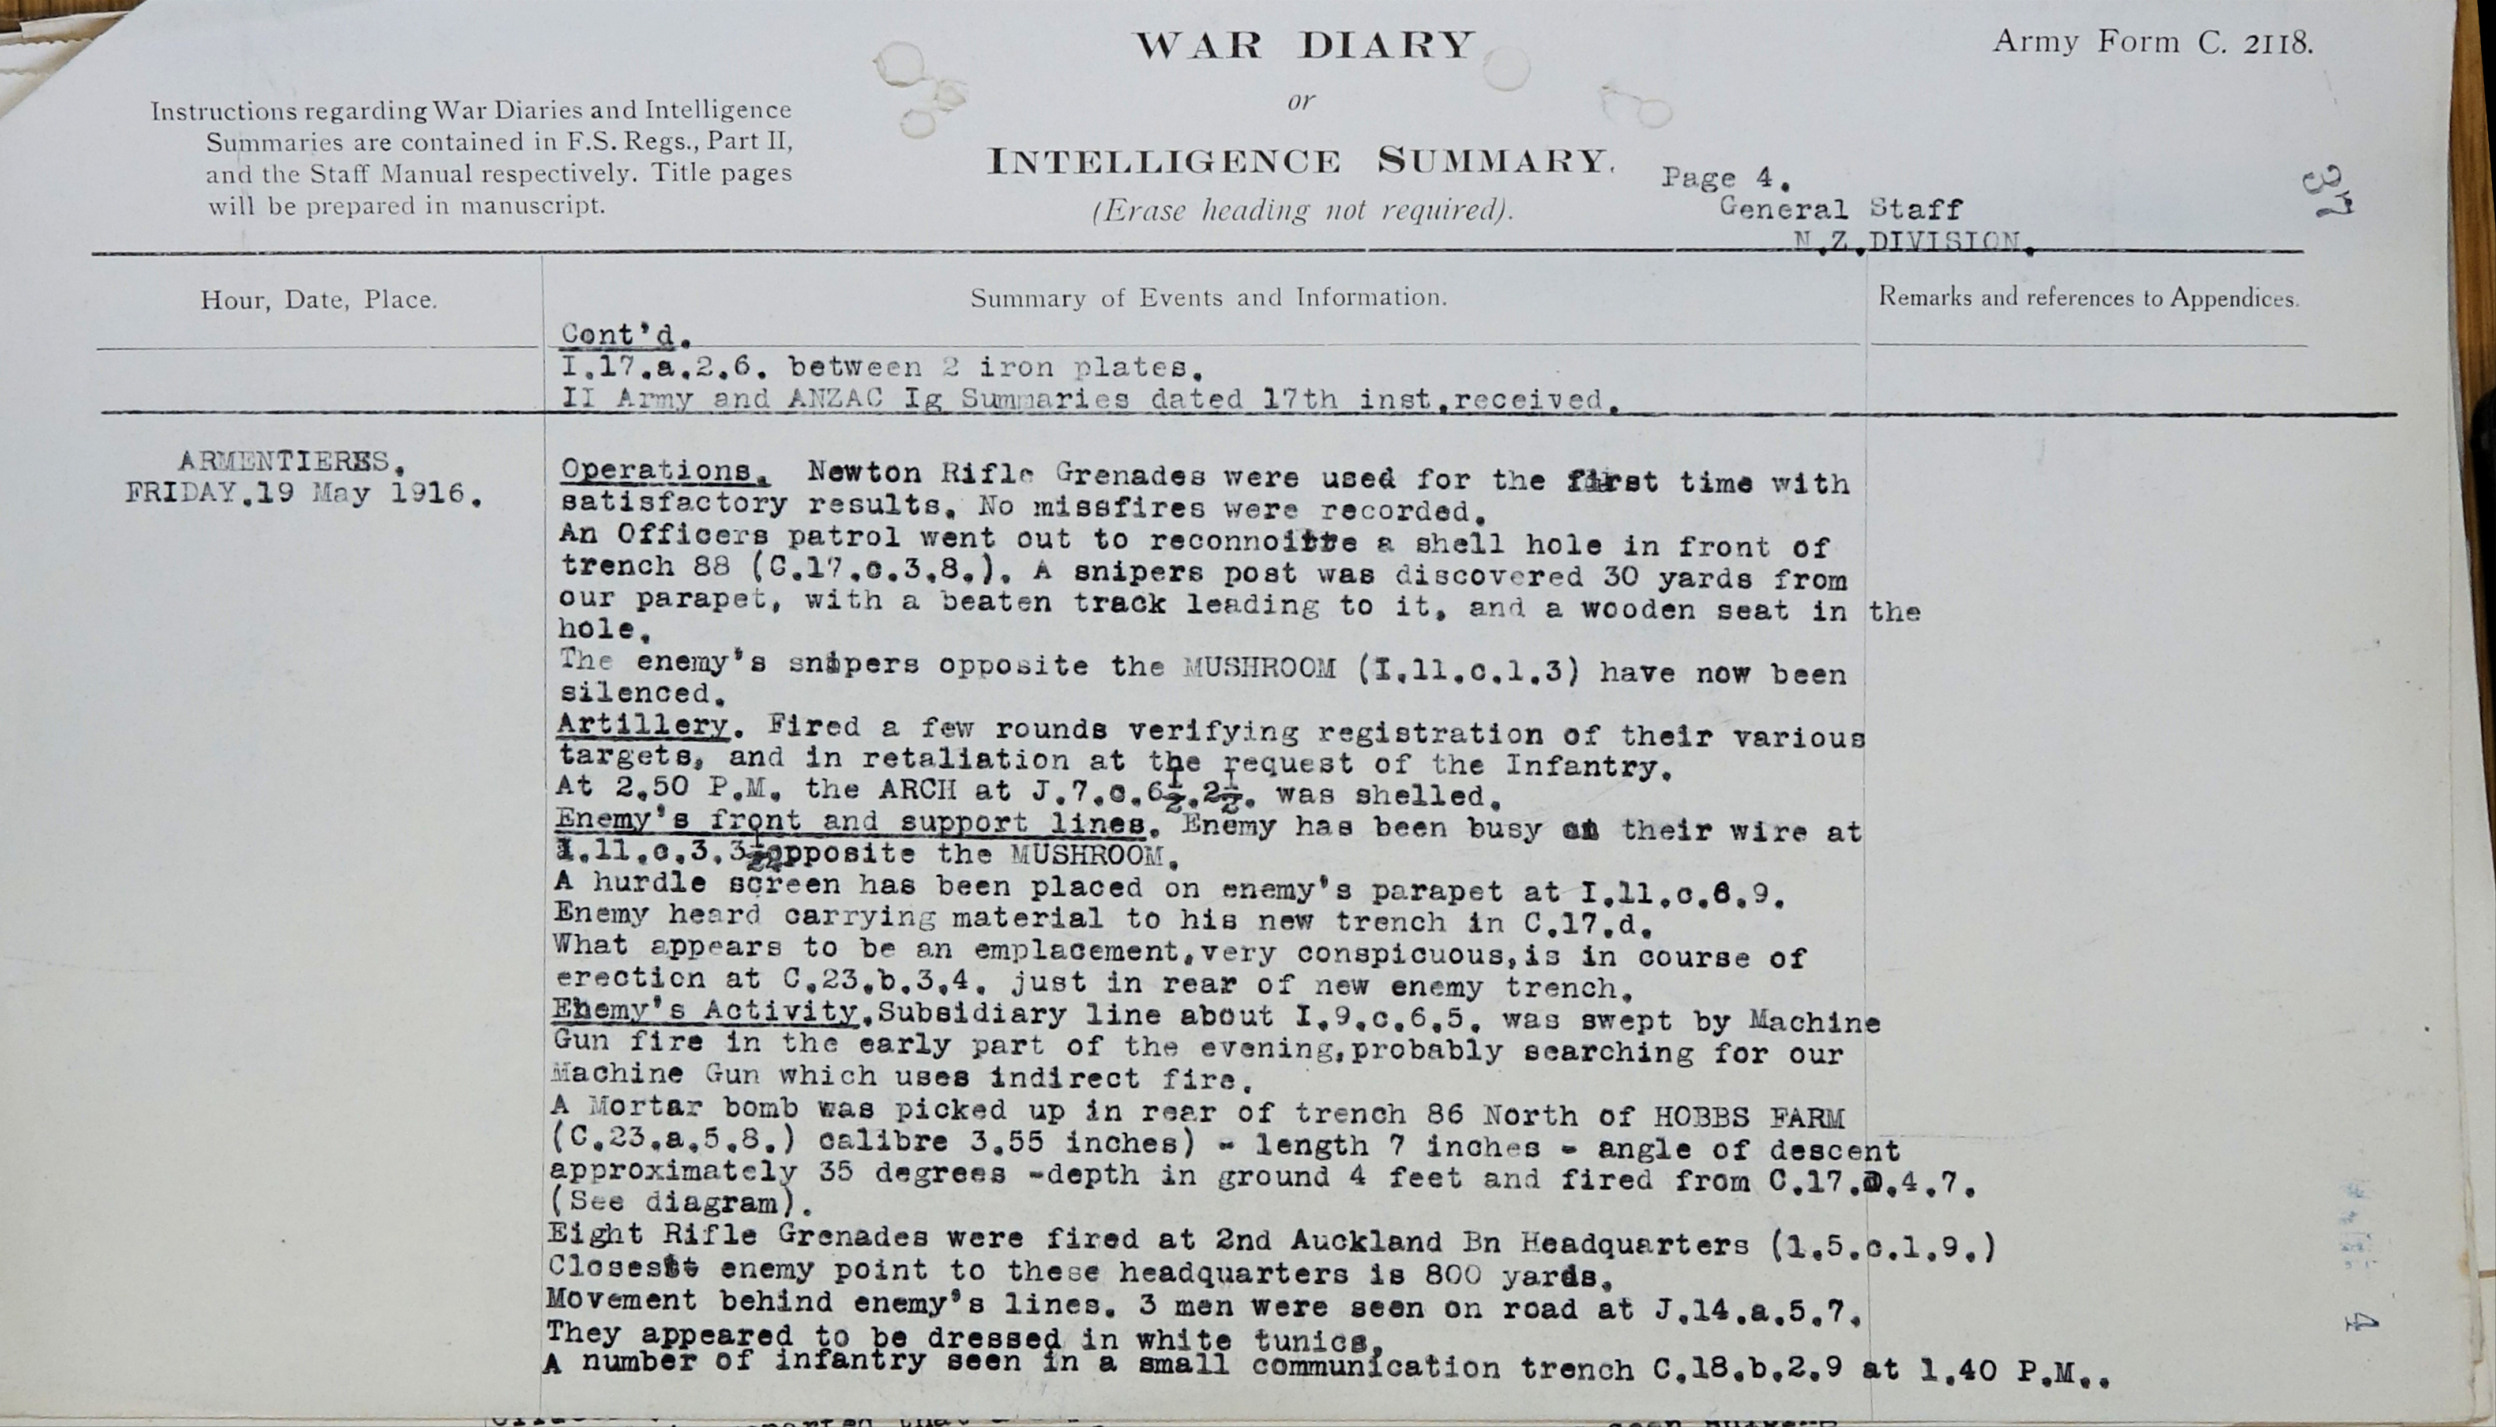 WAR DIARY
or
INTELLIGENCE SUMMARY.
(Erase heading not required).
Army Form C. 2118.
Instructions regarding War Diaries and Intelligence
Summaries are contained in F.S. Regs., Part II,
and the Staff Manual respectively. Title pages
will be prepared in manuscript.
Page 4.
General Staff
N.Z.DIVISION.
37
Hour, Date, Place.
Summary of Events and Information.
Remarks and references to Appendices.
Cont'd.
I.17.a.2.6. between 2 iron plates.
II Army and ANZAC Ig Summaries dated 17th inst.received.
ARMENTIERES.
FRIDAY.19 May 1916.
Operations. Newton Rifle Grenades were used for the first time with
satisfactory results. No missfires were recorded.
An Officers patrol went out to reconnoitre a shell hole in front of
trench 88 (C.17.c.3.8.). A snipers post was discovered 30 yards from
our parapet, with a beaten track leading to it, and a wooden seat in the
hole.
The enemy's snipers opposite the MUSHROOM (I.11.c.1.3) have now been
silenced.
Artillery. Fired a few rounds verifying registration of their various
targets, and in retaliation at the request of the Infantry.
At 2.50 P.M. the ARCH at J.7.c.6½.2½. was shelled.
Enemy's front and support lines. Enemy has been busy on their wire at
I.11.c.3.3½ opposite the MUSHROOM.
A hurdle screen has been placed on enemy's parapet at I.11.c.6.9.
Enemy heard carrying material to his new trench in C.17.d.
What appears to be an emplacement,very conspicuous,is in course of
erection at C.23.b.3.4. just in rear of new enemy trench.
Enemy's Activity.Subsidiary line about I.9.c.6.5. was swept by Machine
Gun fire in the early part of the evening,probably searching for our
Machine Gun which uses indirect fire.
A Mortar bomb was picked up in rear of trench 86 North of HOBBS FARM
(C.23.a.5.8.) calibre 3.55 inches) - length 7 inches - angle of descent
approximately 35 degrees -depth in ground 4 feet and fired from C.17.D.4.7.
(See diagram).
Eight Rifle Grenades were fired at 2nd Auckland Bn Headquarters (1.5.c.1.9.)
Closest enemy point to these headquarters is 800 yards.
Movement behind enemy's lines. 3 men were seen on road at J.14.a.5.7.
They appeared to be dressed in white tunics.
A number of infantry seen in a small communication trench C.18.b.2.9 at 1.40 P.M..
4